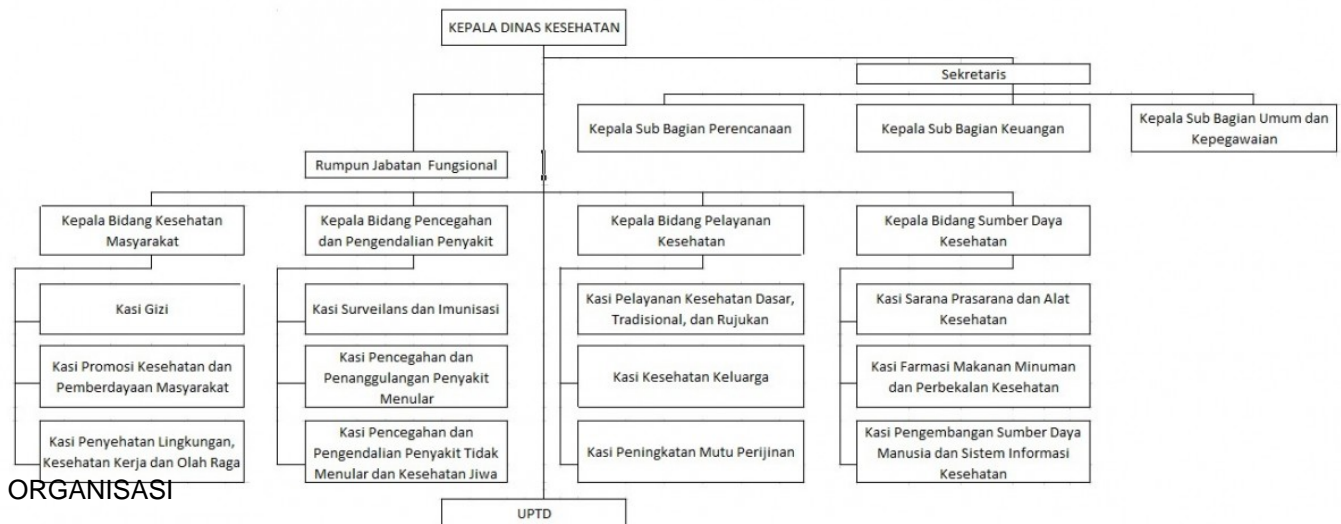 KEPALA DINAS KESEHATAN
Sekretaris
Kepala Sub Bagian Perencanaan
Kepala Sub Bagian Keuangan
Kepala Sub Bagian Umum dan
Kepegawaian
Rumpun Jabatan Fungsional
Kepala Bidang Kesehatan
Masyarakat
Kepala Bidang Pencegahan
dan Pengendalian Penyakit
Kepala Bidang Pelayanan
Kesehatan
Kepala Bidang Sumber Daya
Kesehatan
Kasi Gizi
Kasi Surveilans dan Imunisasi
Kasi Pelayanan Kesehatan Dasar,
Tradisional, dan Rujukan
Kasi Sarana Prasarana dan Alat
Kesehatan
Kasi Promosi Kesehatan dan
Pemberdayaan Masyarakat
Kasi Pencegahan dan
Penanggulangan Penyakit
Menular
Kasi Kesehatan Keluarga
Kasi Farmasi Makanan Minuman
dan Perbekalan Kesehatan
Kasi Penyehatan Lingkungan,
Kesehatan Kerja dan Olah Raga
Kasi Pencegahan dan
Pengendalian Penyakit Tidak
Menular dan Kesehatan Jiwa
Kasi Peningkatan Mutu Perijinan
Kasi Pengembangan Sumber Daya
Manusia dan Sistem Informasi
Kesehatan
ORGANISASI
UPTD